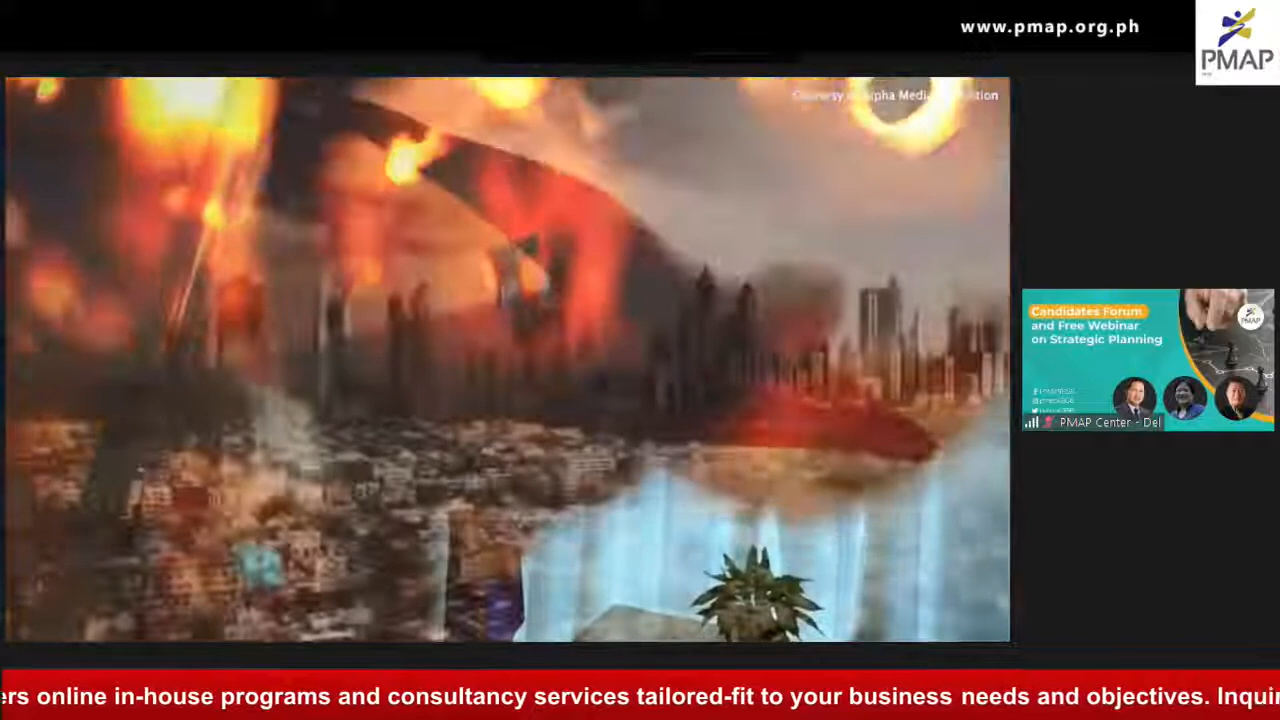 www.pmap.org.ph
PMAP
Candidates Forum
and Free Webinar
on Strategic Planning
PMAP
PMAP Center - Del
ers online in-house programs and consultancy services tailored-fit to your business needs and objectives. Inqui